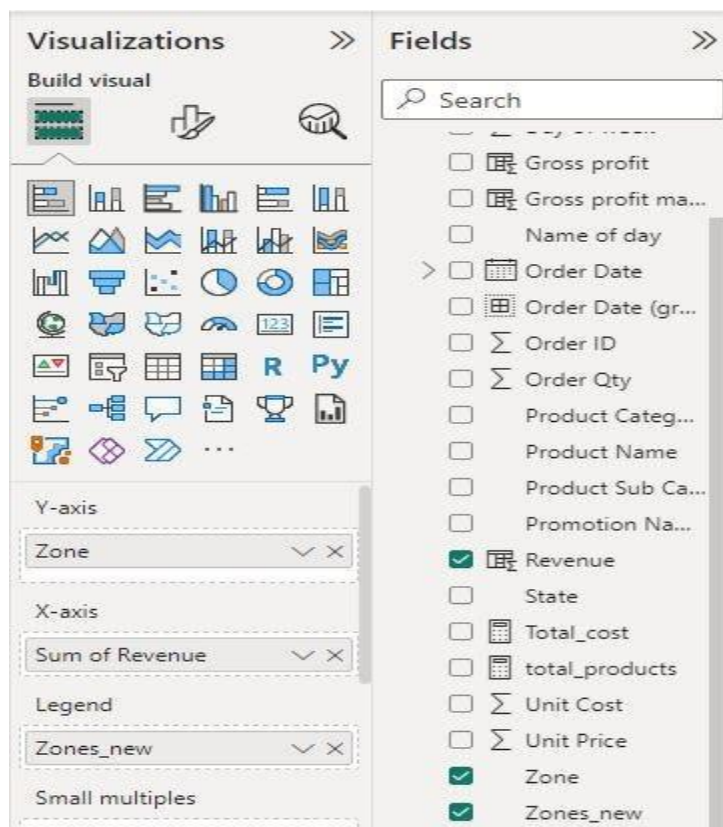 Visualizations
Build visual
123
R
Py
Y-axis
Zone
X-axis
Sum of Revenue
Legend
Zones_new
Small multiples
Fields
Search
Gross profit
Gross profit ma...
Name of day
Order Date
Order Date (gr...
Order ID
Order Qty
Product Categ...
Product Name
Product Sub Ca...
Promotion Na...
Revenue
State
Total_cost
total_products
Unit Cost
Unit Price
Zone
Zones_new